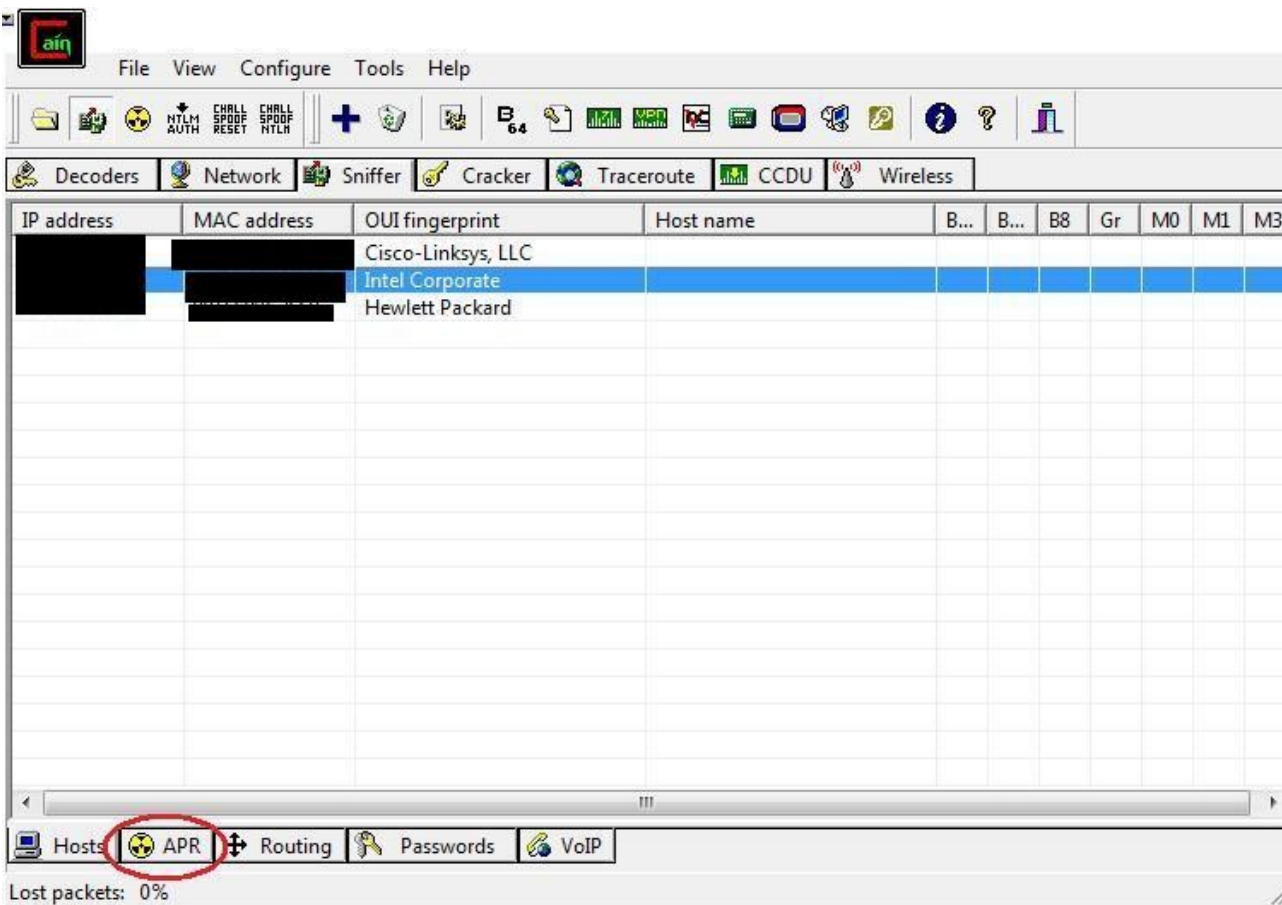 Cain
File View Configure Tools Help
NTLM AUTH CHALL SPOOF RESET CHALL SPOOF NTLM B64
Decoders Network Sniffer Cracker Traceroute CCDU Wireless
IP address MAC address OUI fingerprint Host name B... B... B8 Gr M0 M1 M3
Cisco-Linksys, LLC
Intel Corporate
Hewlett Packard
Hosts APR Routing Passwords VoIP
Lost packets: 0%